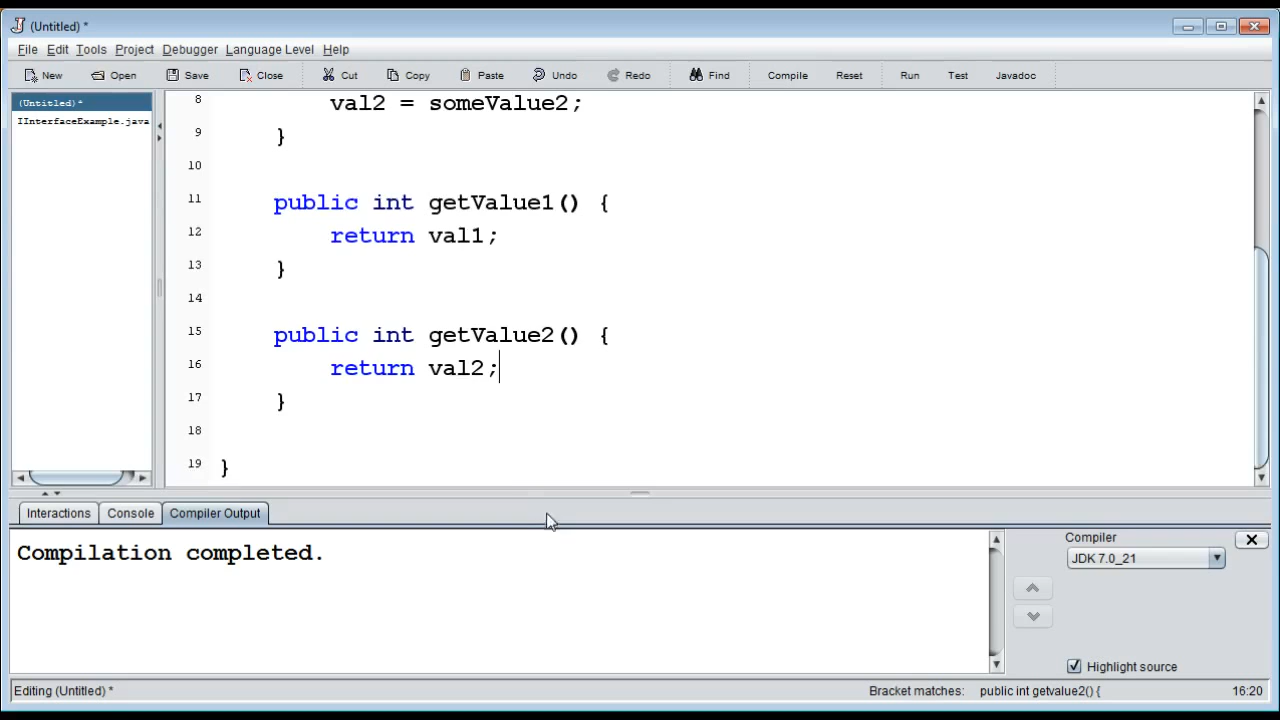 (Untitled) *
File Edit Tools Project Debugger Language Level Help
New Open Save Close Cut Copy Paste Undo Redo Find Compile Reset Run Test Javadoc
(Untitled)*
IInterfaceExample.java
8 val2 = someValue2;
9 }
10
11 public int getValue1() {
12 return val1;
13 }
14
15 public int getValue2() {
16 return val2;
17 }
18
19 }
Interactions Console Compiler Output
Compilation completed.
Compiler
JDK 7.0_21
Highlight source
Editing (Untitled) * Bracket matches: public int getvalue2() { 16:20